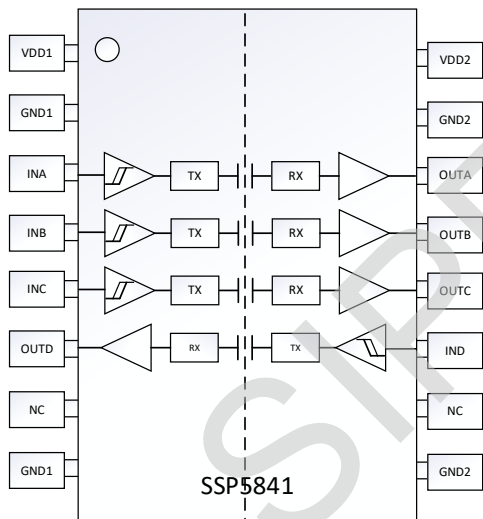 VDD1
VDD2
GND1
GND2
INA
TX
RX
OUTA
INB
TX
RX
OUTB
INC
TX
RX
OUTC
OUTD
RX
TX
IND
NC
NC
GND1
GND2
SSP5841